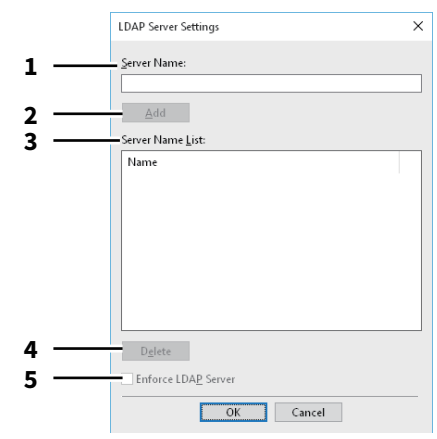 LDAP Server Settings
1 Server Name:
2 Add
3 Server Name List:
Name
4 Delete
5 Enforce LDAP Server
OK Cancel